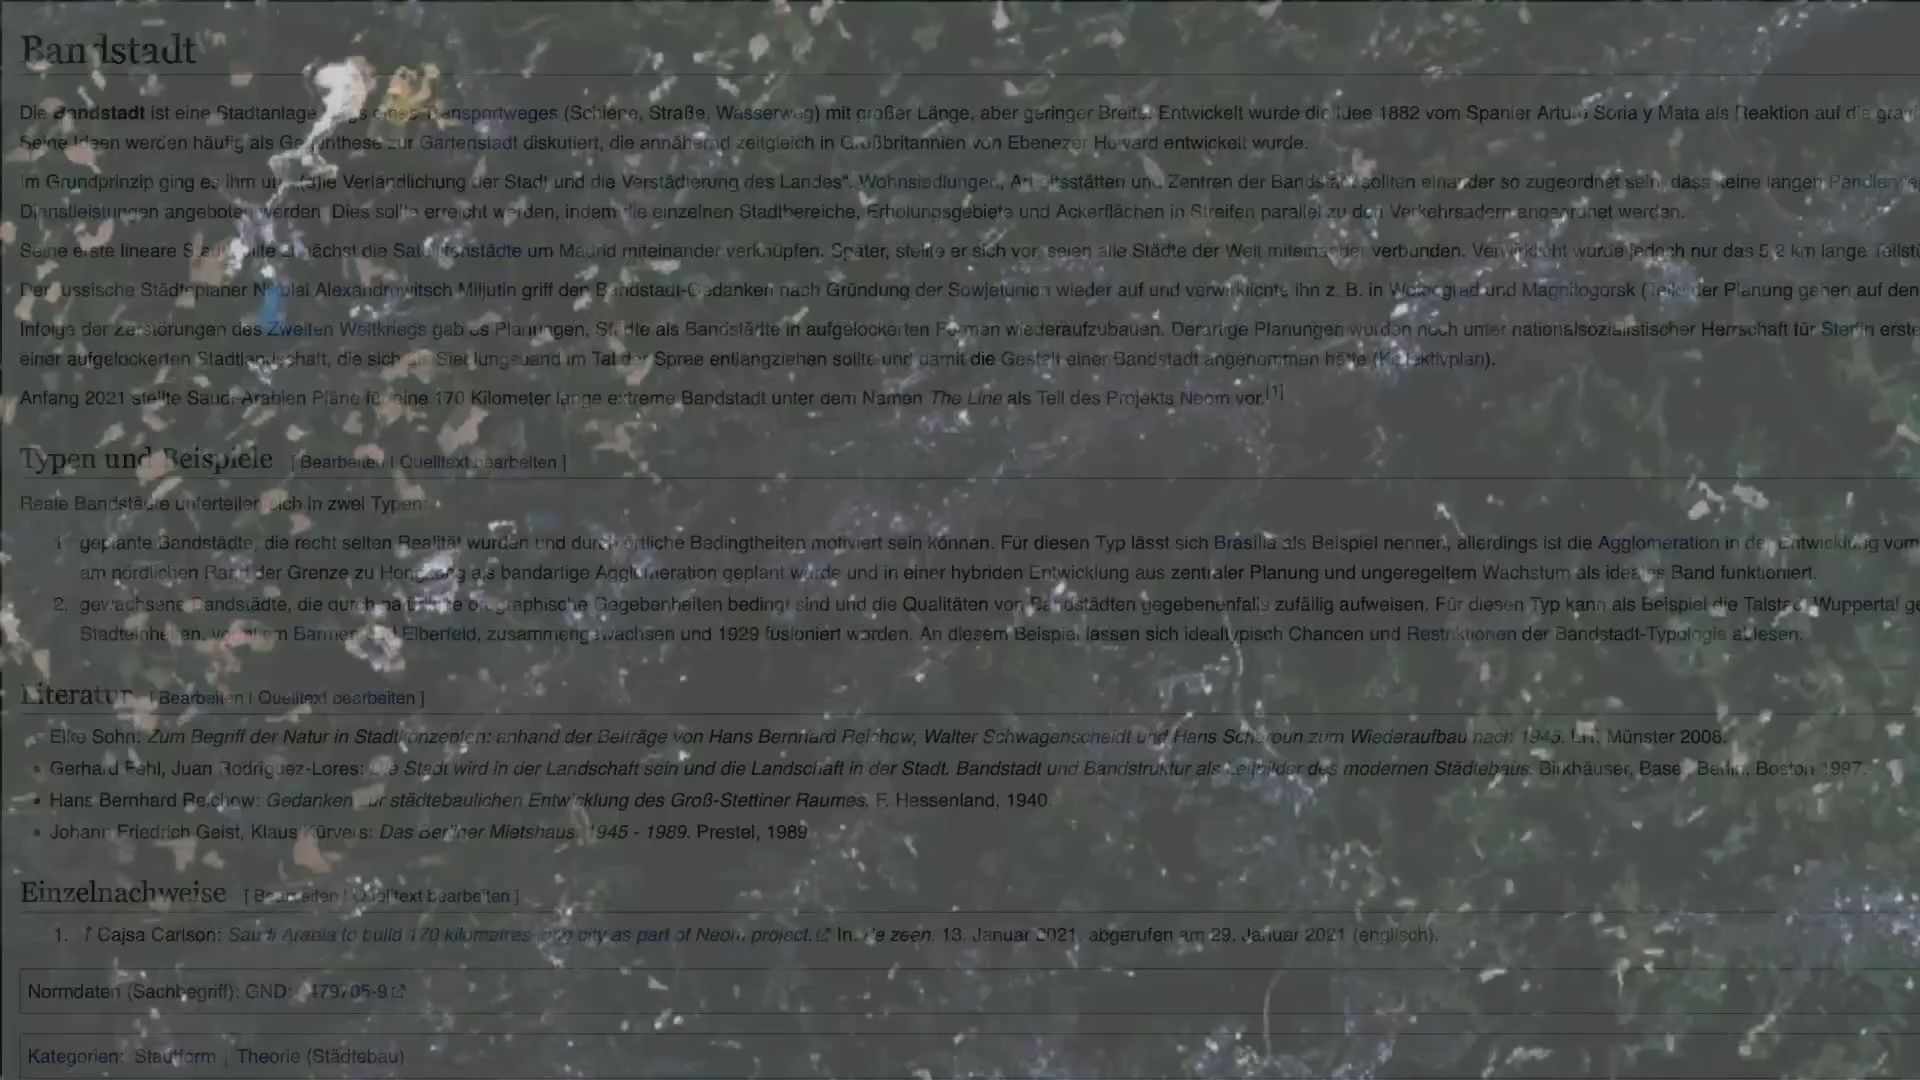 Bandstadt
Die Bandstadt ist eine Stadtanlage längs eines Transportweges (Schiene, Straße, Wasserweg) mit großer Länge, aber geringer Breite. Entwickelt wurde die Idee 1882 vom Spanier Arturo Soria y Mata als Reaktion auf die
Seine Ideen werden häufig als Gegenthese zur Gartenstadt diskutiert, die annähernd zeitgleich in Großbritannien von Ebenezer Howard entwickelt wurde.
Im Grundprinzip ging es ihm um „(d)ie Verländlichung der Stadt und die Verstädterung des Landes“. Wohnsiedlungen, Arbeitsstätten und Zentren der Bandstadt sollten einander so zugeordnet sein, dass keine langen
Dienstleistungen angeboten werden. Dies sollte erreicht werden, indem die einzelnen Stadtbereiche, Erholungsgebiete und Ackerflächen in Streifen parallel zu den Verkehrsadern angeordnet werden.
Seine erste lineare Stadt sollte zunächst die Satellitenstädte um Madrid miteinander verknüpfen. Später, stellte er sich vor, seien alle Städte der Welt miteinander verbunden. Verwirklicht wurde jedoch nur das 5,2 km lange
Der russische Städteplaner Nikolai Alexandrowitsch Miljutin griff den Bandstadt-Gedanken nach Gründung der Sowjetunion wieder auf und verwirklichte ihn z. B. in Wolgograd und Magnitogorsk (Teile der Planung gehen auf den
Infolge der Zerstörungen des Zweiten Weltkriegs gab es Planungen, Städte als Bandstädte in aufgelockerten Formen wiederaufzubauen. Derartige Planungen wurden noch unter nationalsozialistischer Herrschaft für Stettin
einer aufgelockerten Stadtlandschaft, die sich als Siedlungsband im Tal der Spree entlangziehen sollte und damit die Gestalt einer Bandstadt angenommen hätte (Kollektivplan).
Anfang 2021 stellte Saudi-Arabien Pläne für eine 170 Kilometer lange extreme Bandstadt unter dem Namen The Line als Teil des Projekts Neom vor.[1]
Typen und Beispiele [ Bearbeiten | Quelltext bearbeiten ]
Reale Bandstädte unterteilen sich in zwei Typen:
1. geplante Bandstädte, die recht selten Realität wurden und durch örtliche Bedingtheiten motiviert sein können. Für diesen Typ lässt sich Brasília als Beispiel nennen, allerdings ist die Agglomeration in der Entwicklung vom
am nördlichen Rand der Grenze zu Hongkong als bandartige Agglomeration geplant wurde und in einer hybriden Entwicklung aus zentraler Planung und ungeregeltem Wachstum als ideales Band funktioniert.
2. gewachsene Bandstädte, die durch natürliche orographische Gegebenheiten bedingt sind und die Qualitäten von Bandstädten gegebenenfalls zufällig aufweisen. Für diesen Typ kann als Beispiel die Talstadt Wuppertal
Stadteinheiten, vor allem Barmen und Elberfeld, zusammengewachsen und 1929 fusioniert worden. An diesem Beispiel lassen sich idealtypisch Chancen und Restriktionen der Bandstadt-Typologie ablesen.
Literatur [ Bearbeiten | Quelltext bearbeiten ]
• Elke Sohn: Zum Begriff der Natur in Stadtkonzepten: anhand der Beiträge von Hans Bernhard Reichow, Walter Schwagenscheidt und Hans Scharoun zum Wiederaufbau nach 1945. LIT, Münster 2008.
• Gerhard Fehl, Juan Rodríguez-Lores: Die Stadt wird in der Landschaft sein und die Landschaft in der Stadt. Bandstadt und Bandstruktur als Leitbilder des modernen Städtebaus. Birkhäuser, Basel, Berlin, Boston 1997.
• Hans Bernhard Reichow: Gedanken zur städtebaulichen Entwicklung des Groß-Stettiner Raumes. F. Hessenland, 1940.
• Johann Friedrich Geist, Klaus Kürvers: Das Berliner Mietshaus. 1945 - 1989. Prestel, 1989
Einzelnachweise [ Bearbeiten | Quelltext bearbeiten ]
1. ↑ Cajsa Carlson: Saudi Arabia to build 170 kilometres long city as part of Neom project. In: de zeen. 13. Januar 2021, abgerufen am 29. Januar 2021 (englisch).
Normdaten (Sachbegriff): GND:
Kategorien: Stadtform | Theorie (Städtebau)